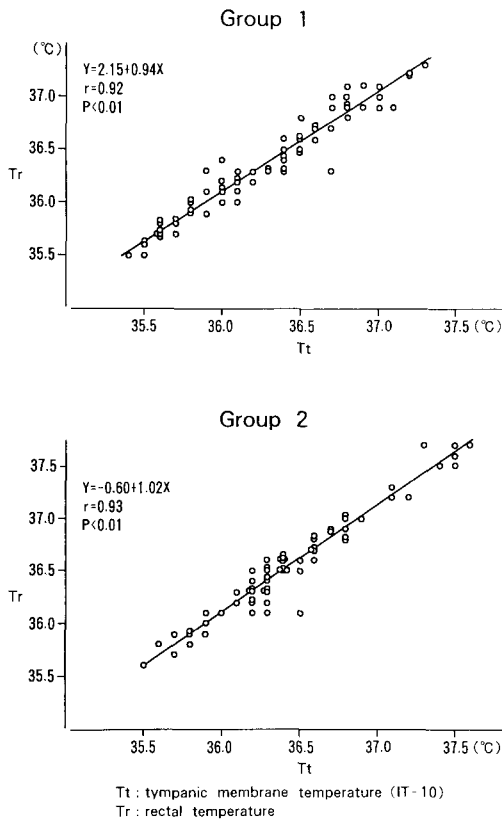 Group 1
(°C)
Y=2.15+0.94X
r=0.92
P<0.01
37.0
36.5
Tr
36.0
35.5
35.5 36.0 36.5 37.0 37.5 (°C)
Tt
Group 2
37.5
Y=-0.60+1.02X
r=0.93
P<0.01
37.0
36.5
Tr
36.0
35.5
35.5 36.0 36.5 37.0 37.5 (°C)
Tt
Tt : tympanic membrane temperature (IT-10)
Tr : rectal temperature